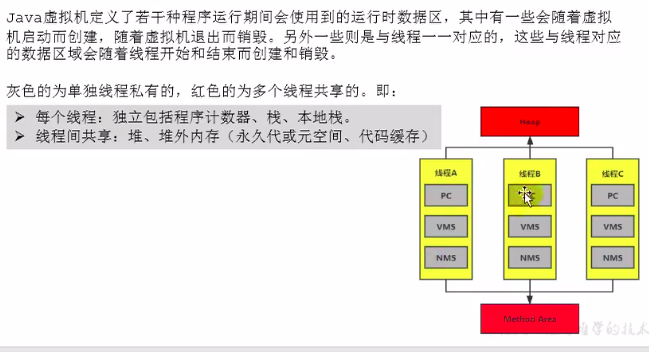 Java虚拟机定义了若干种程序运行期间会使用到的运行时数据区，其中有一些会随着虚拟
机启动而创建，随着虚拟机退出而销毁。另外一些则是与线程一一对应的，这些与线程对应
的数据区域会随着线程开始和结束而创建和销毁。
灰色的为单独线程私有的，红色的为多个线程共享的。即：
➢ 每个线程：独立包括程序计数器、栈、本地栈。
➢ 线程间共享：堆、堆外内存（永久代或元空间、代码缓存）
Heap
线程A 线程B 线程C
PC PC
VMS VMS VMS
NMS NMS NMS
Method Area
学的技术